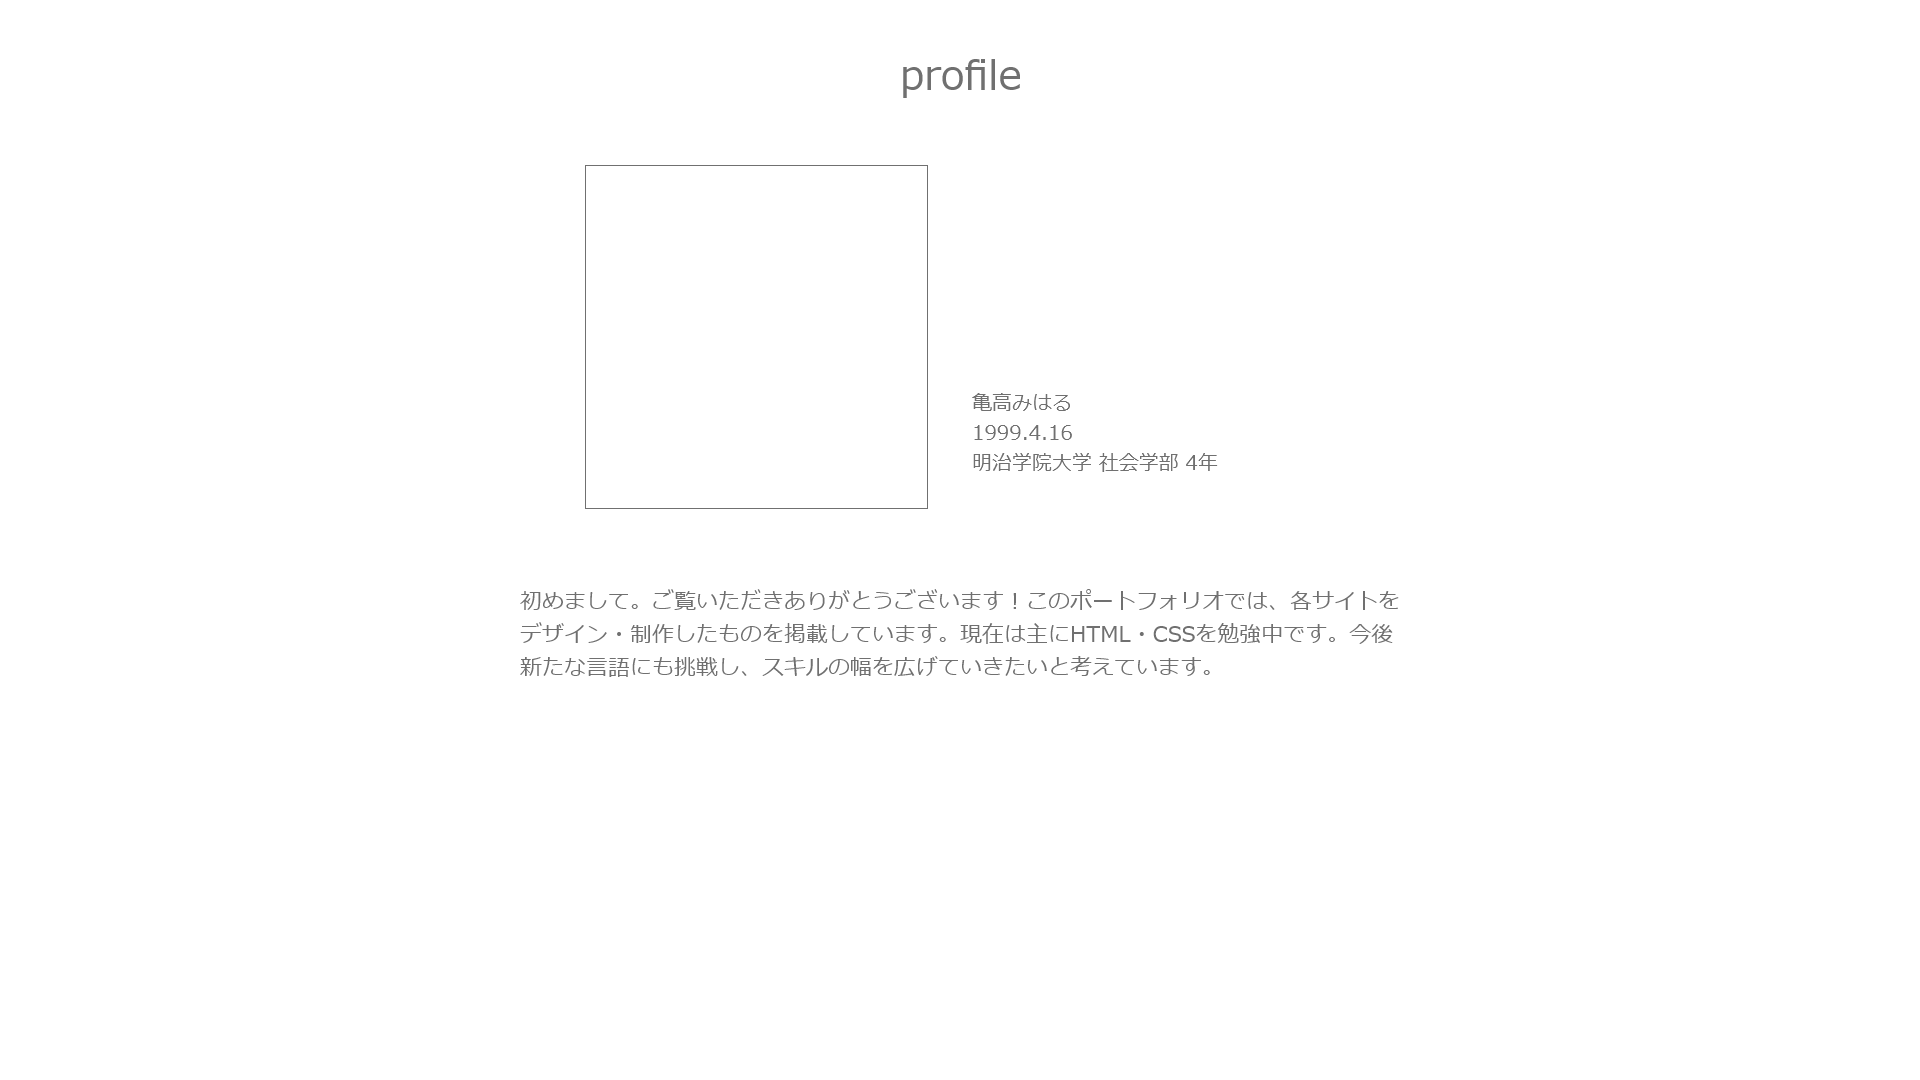 profile
亀高みはる
1999.4.16
明治学院大学 社会学部 4年
初めまして。ご覧いただきありがとうございます！このポートフォリオでは、各サイトを
デザイン・制作したものを掲載しています。現在は主にHTML・CSSを勉強中です。今後
新たな言語にも挑戦し、スキルの幅を広げていきたいと考えています。